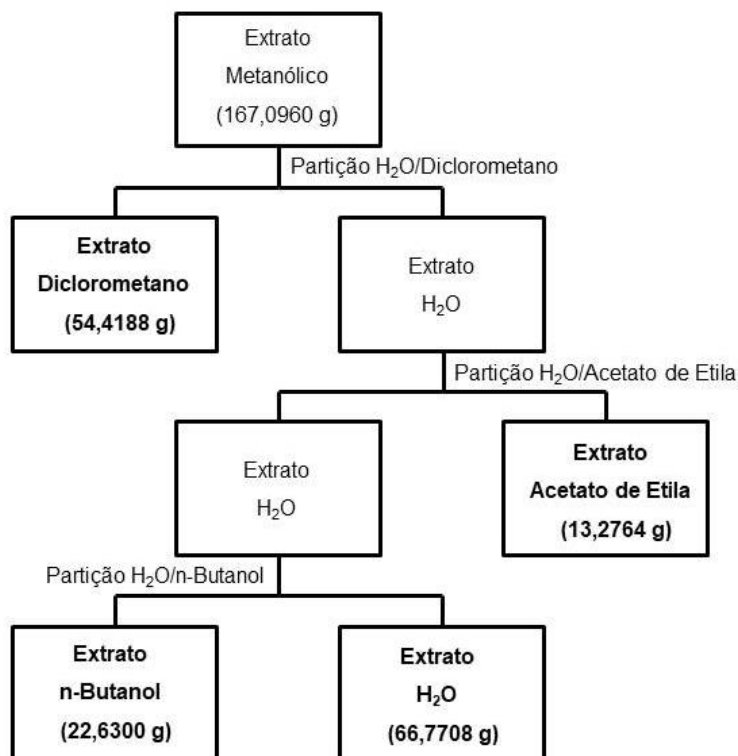 Extrato
Metanólico
(167,0960 g)
Partição H₂O/Diclorometano
Extrato
Diclorometano
(54,4188 g)
Extrato
H₂O
Partição H₂O/Acetato de Etila
Extrato
H₂O
Extrato
Acetato de Etila
(13,2764 g)
Partição H₂O/n-Butanol
Extrato
n-Butanol
(22,6300 g)
Extrato
H₂O
(66,7708 g)